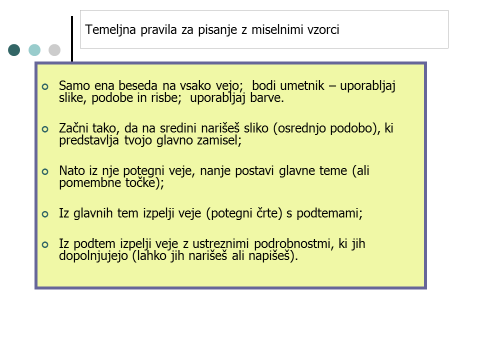 Temeljna pravila za pisanje z miselnimi vzorci
Samo ena beseda na vsako vejo;  bodi umetnik – uporabljaj
slike, podobe in risbe;  uporabljaj barve.
Začni tako, da na sredini narišeš sliko (osrednjo podobo), ki
predstavlja tvojo glavno zamisel;
Nato iz nje potegni veje, nanje postavi glavne teme (ali
pomembne točke);
Iz glavnih tem izpelji veje (potegni črte) s podtemami;
Iz podtem izpelji veje z ustreznimi podrobnostmi, ki jih
dopolnjujejo (lahko jih narišeš ali napišeš).